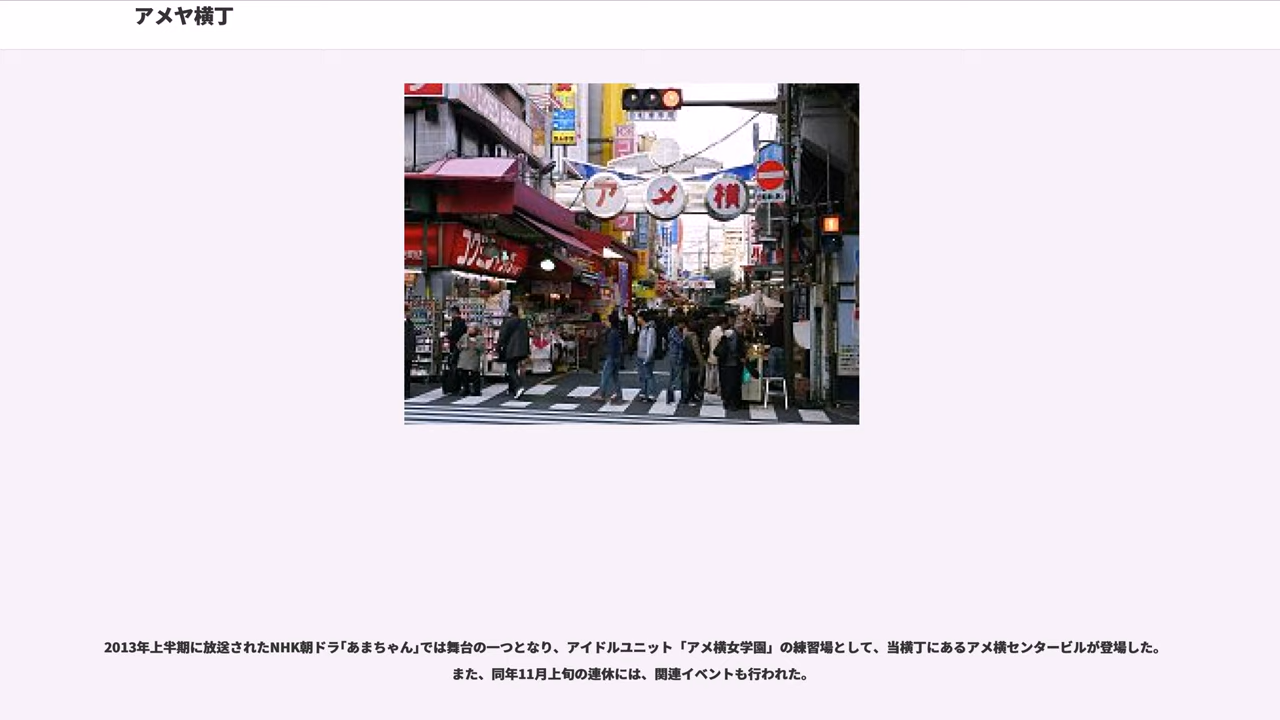 アメヤ横丁
アメ横
2013年上半期に放送されたNHK朝ドラ｢あまちゃん｣では舞台の一つとなり、アイドルユニット「アメ横女学園」の練習場として、当横丁にあるアメ横センタービルが登場した。
また、同年11月上旬の連休には、関連イベントも行われた。